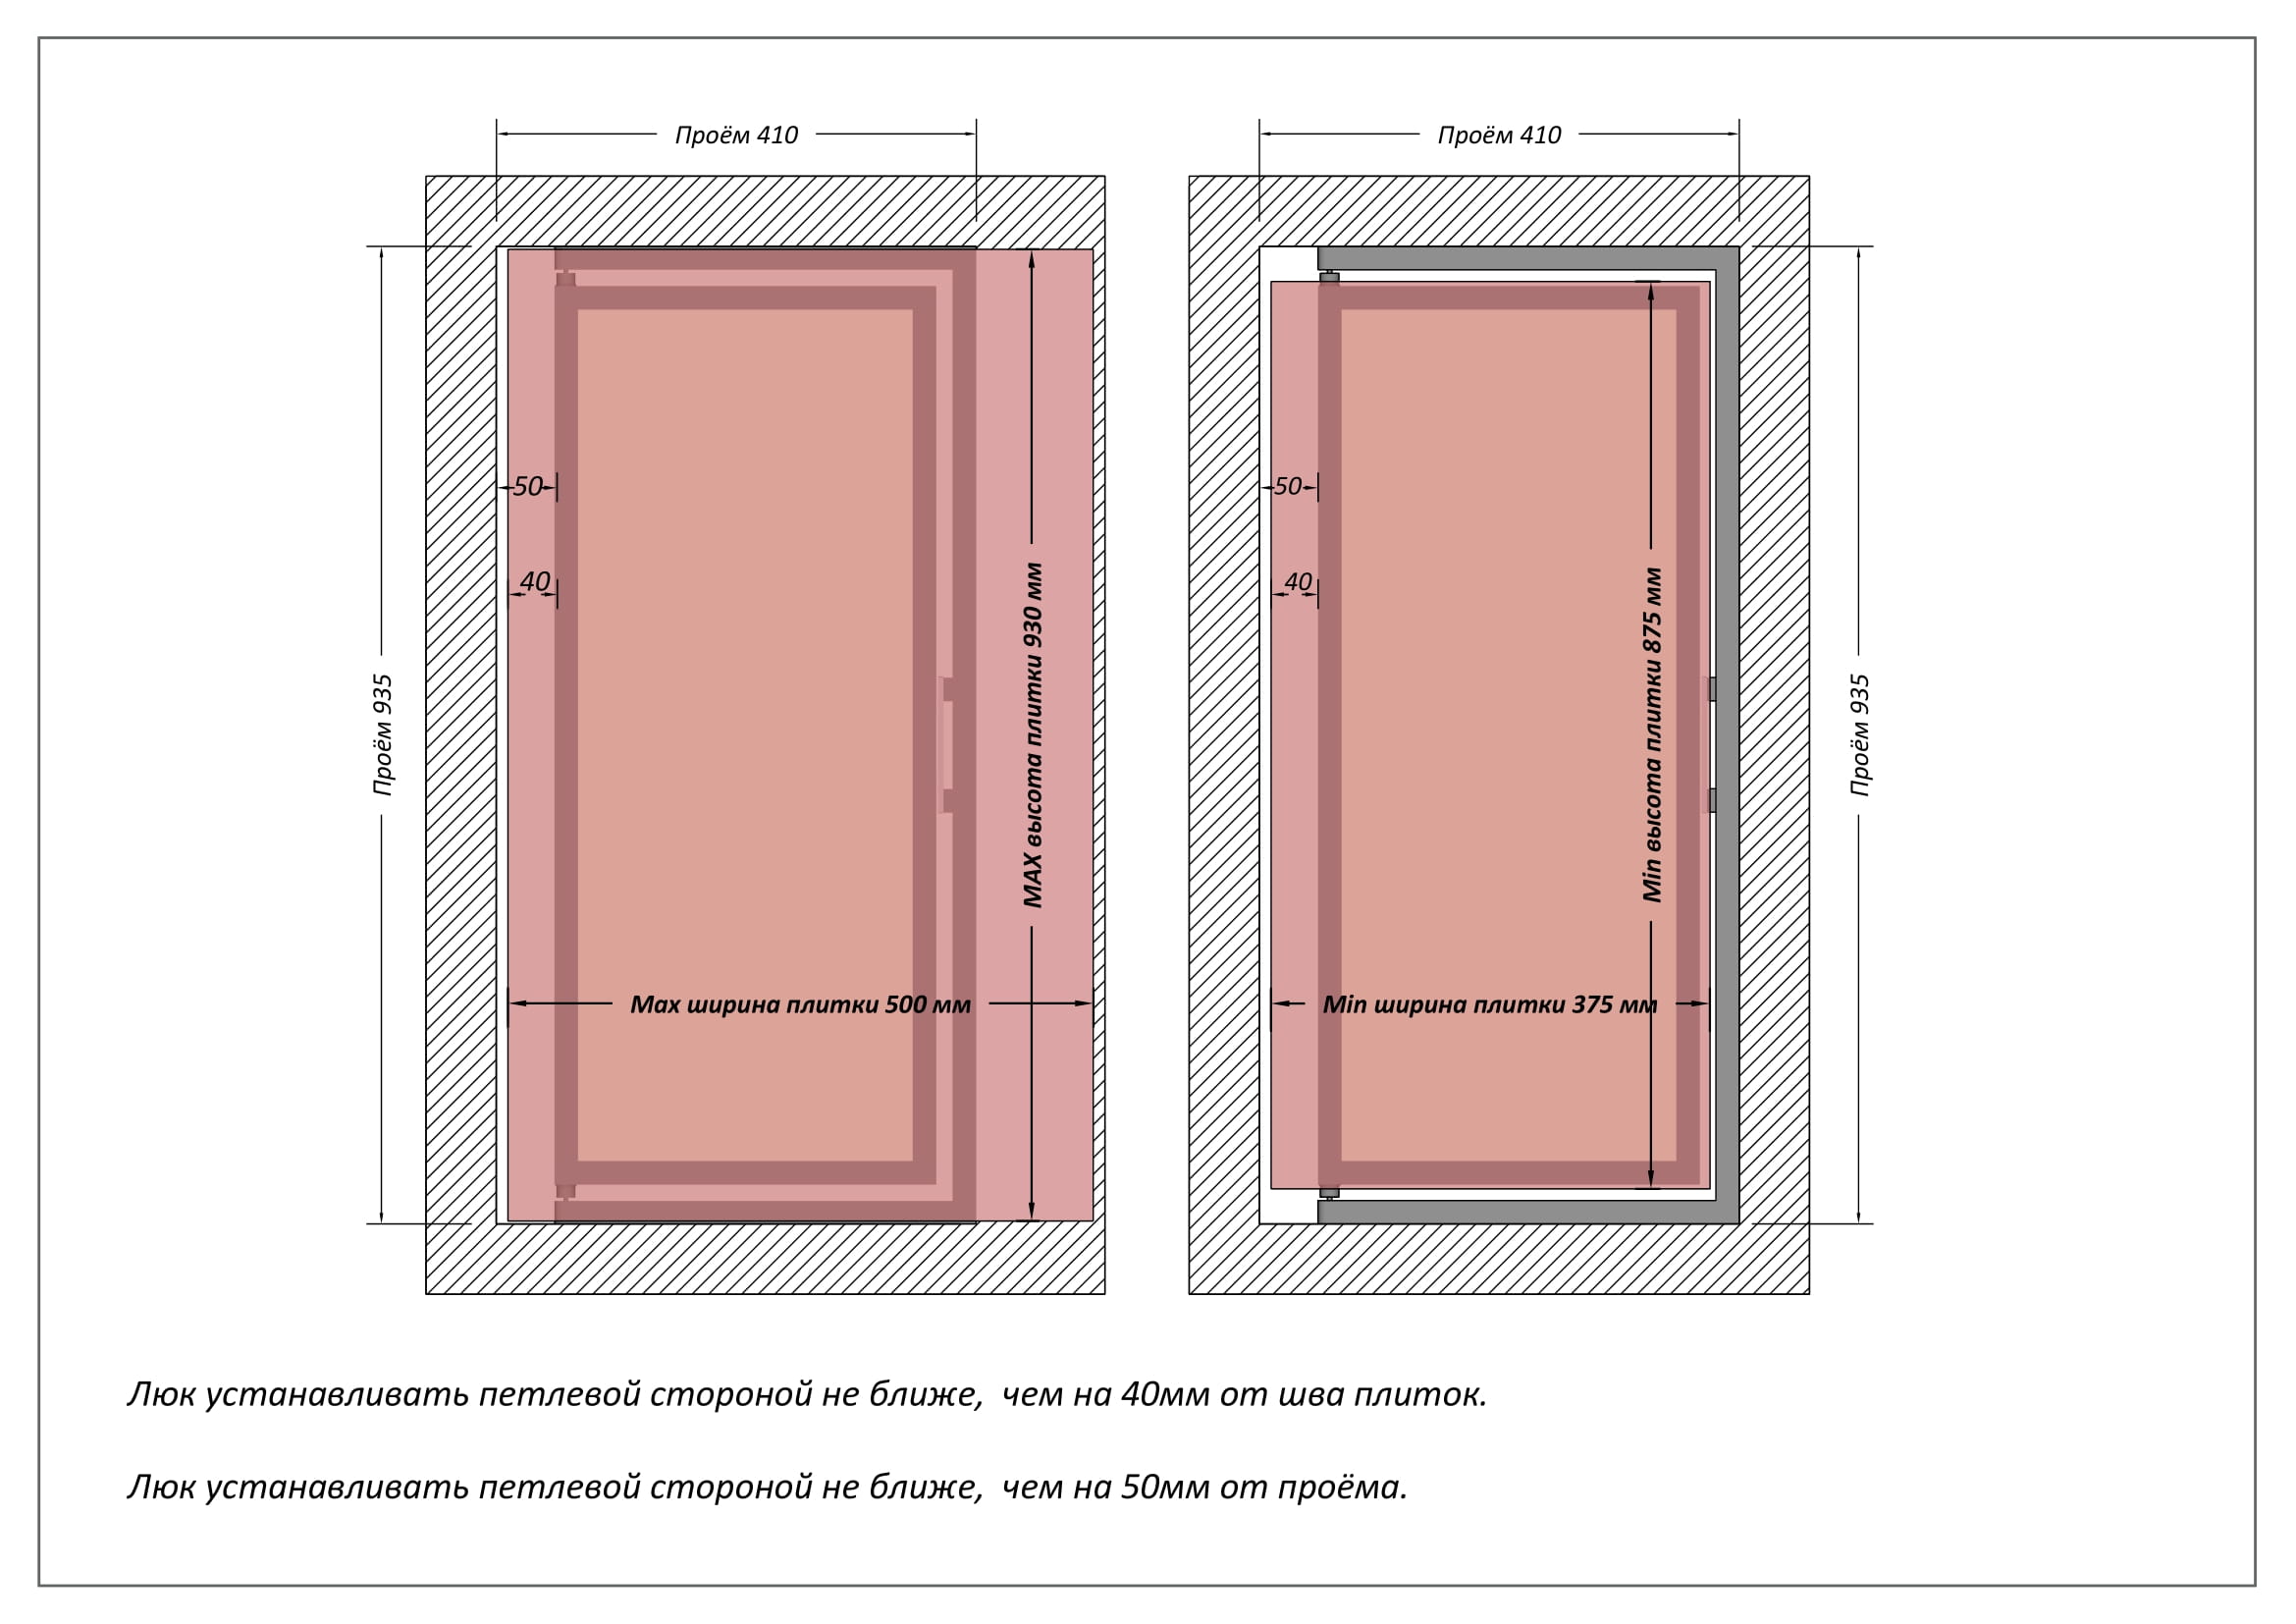 Проём 410
Проём 410
50
50
40
40
Проём 935
MAX высота плитки 930 мм
Min высота плитки 875 мм
Проём 935
Max ширина плитки 500 мм
Min ширина плитки 375 мм
Люк устанавливать петлевой стороной не ближе, чем на 40мм от шва плиток.
Люк устанавливать петлевой стороной не ближе, чем на 50мм от проёма.